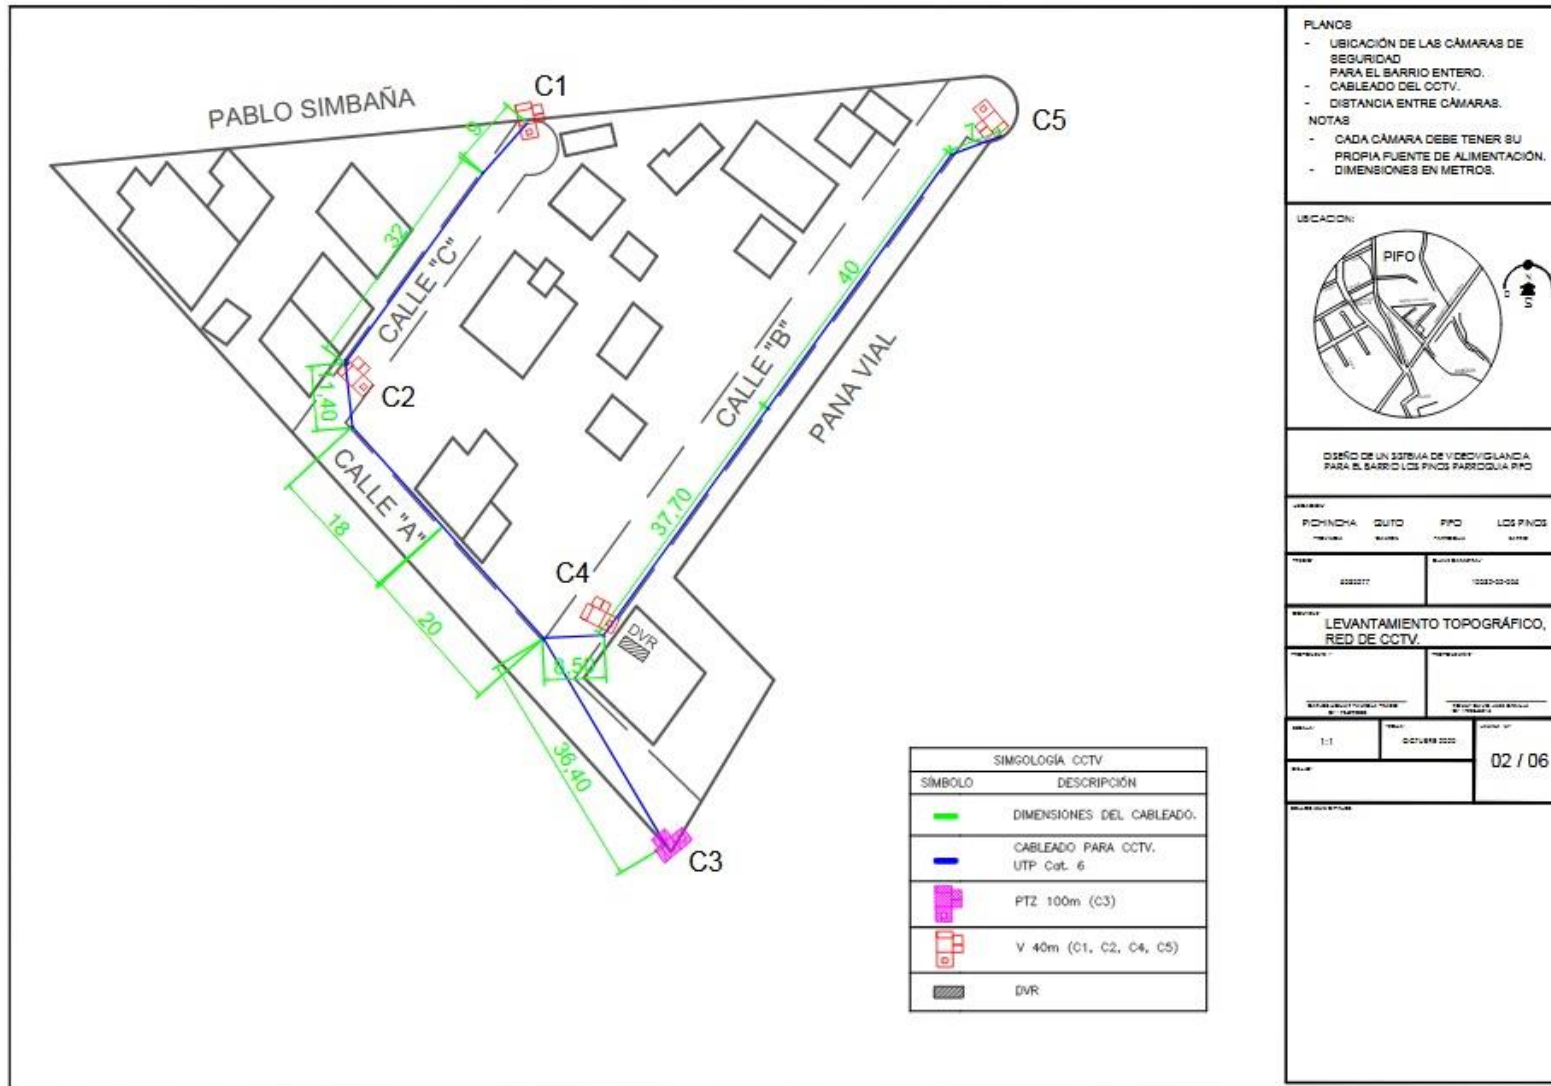 PABLO SIMBAÑA
C1
C5
9
7
32
CALLE "C"
40
CALLE "B"
PANA VIAL
C2
11,40
CALLE "A"
18
37,70
C4
DVR
20
8,50
36,40
C3
SIMGOLOGÍA CCTV
SÍMBOLO DESCRIPCIÓN
DIMENSIONES DEL CABLEADO.
CABLEADO PARA CCTV.
UTP Cat. 6
PTZ 100m (C3)
V 40m (C1, C2, C4, C5)
DVR
PLANOS
- UBICACIÓN DE LAS CÁMARAS DE
SEGURIDAD
PARA EL BARRIO ENTERO.
- CABLEADO DEL CCTV.
- DISTANCIA ENTRE CÁMARAS.
NOTAS
- CADA CÁMARA DEBE TENER SU
PROPIA FUENTE DE ALIMENTACIÓN.
- DIMENSIONES EN METROS.
UBICACION:
PIFO
S
DISEÑO DE UN SISTEMA DE VIDEOVIGILANCIA
PARA EL BARRIO LOS PINOS PARROQUIA PIFO
PICHINCHA QUITO PIFO LOS PINOS
LEVANTAMIENTO TOPOGRÁFICO,
RED DE CCTV.
1:1
02 / 06